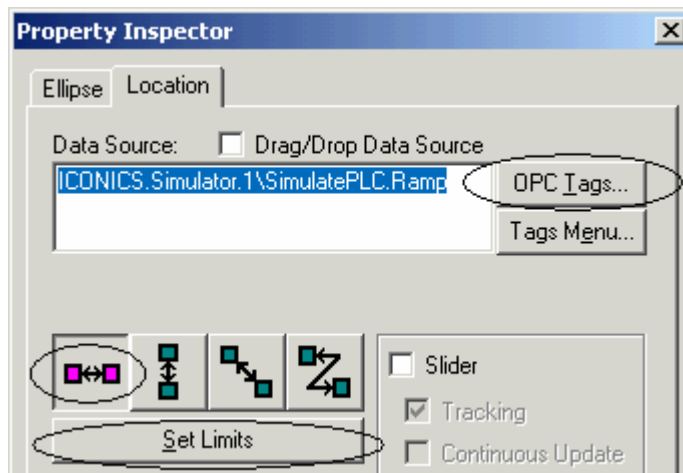 Property Inspector
Ellipse
Location
Data Source:
Drag/Drop Data Source
ICONICS.Simulator.1\SimulatePLC.Ramp
OPC Tags...
Tags Menu...
Slider
Tracking
Set Limits
Continuous Update